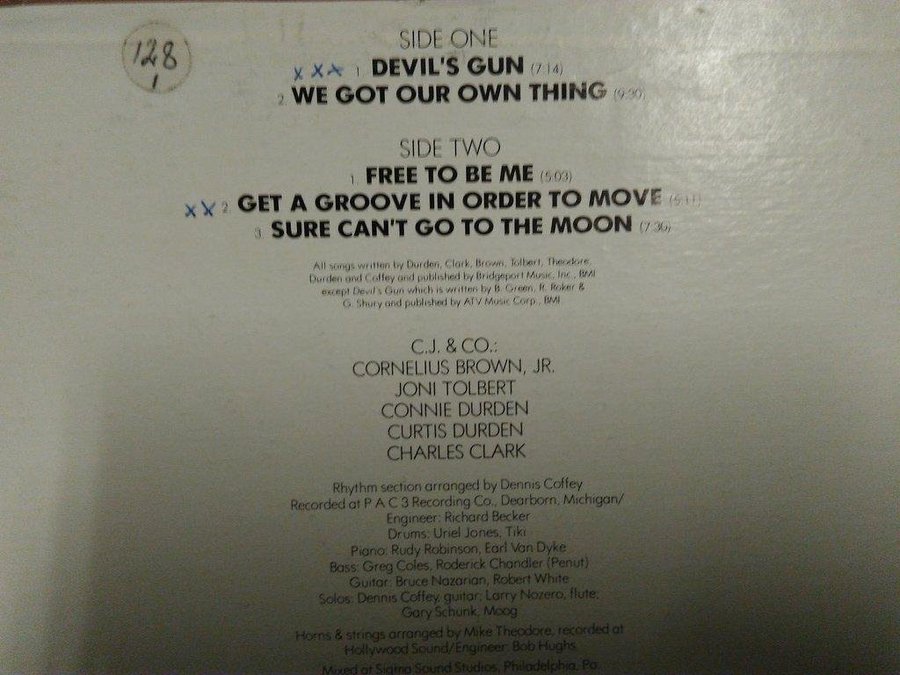 128
1
SIDE ONE
XXX 1. DEVIL'S GUN (7:14)
2. WE GOT OUR OWN THING (9:30)
SIDE TWO
1. FREE TO BE ME (5:03)
XX 2. GET A GROOVE IN ORDER TO MOVE (5:11)
3. SURE CAN'T GO TO THE MOON (7:36)
All songs written by Durden, Clark, Brown, Tolbert, Theodore,
Durden and Coffey and published by Bridgeport Music, Inc., BMI
except Devil's Gun which is written by B. Green, R. Roker &
G. Shury and published by ATV Music Corp., BMI
C.J. & CO.:
CORNELIUS BROWN, JR.
JONI TOLBERT
CONNIE DURDEN
CURTIS DURDEN
CHARLES CLARK
Rhythm section arranged by Dennis Coffey
Recorded at P A C 3 Recording Co., Dearborn, Michigan/
Engineer: Richard Becker
Drums: Uriel Jones, Tiki
Piano: Rudy Robinson, Earl Van Dyke
Bass: Greg Coles, Roderick Chandler (Penut)
Guitar: Bruce Nazarian, Robert White
Solos: Dennis Coffey, guitar; Larry Nozero, flute;
Gary Schunk, Moog
Horns & strings arranged by Mike Theodore, recorded at
Hollywood Sound/Engineer: Bob Hughs
Mixed at Sigma Sound Studios, Philadelphia, Pa.